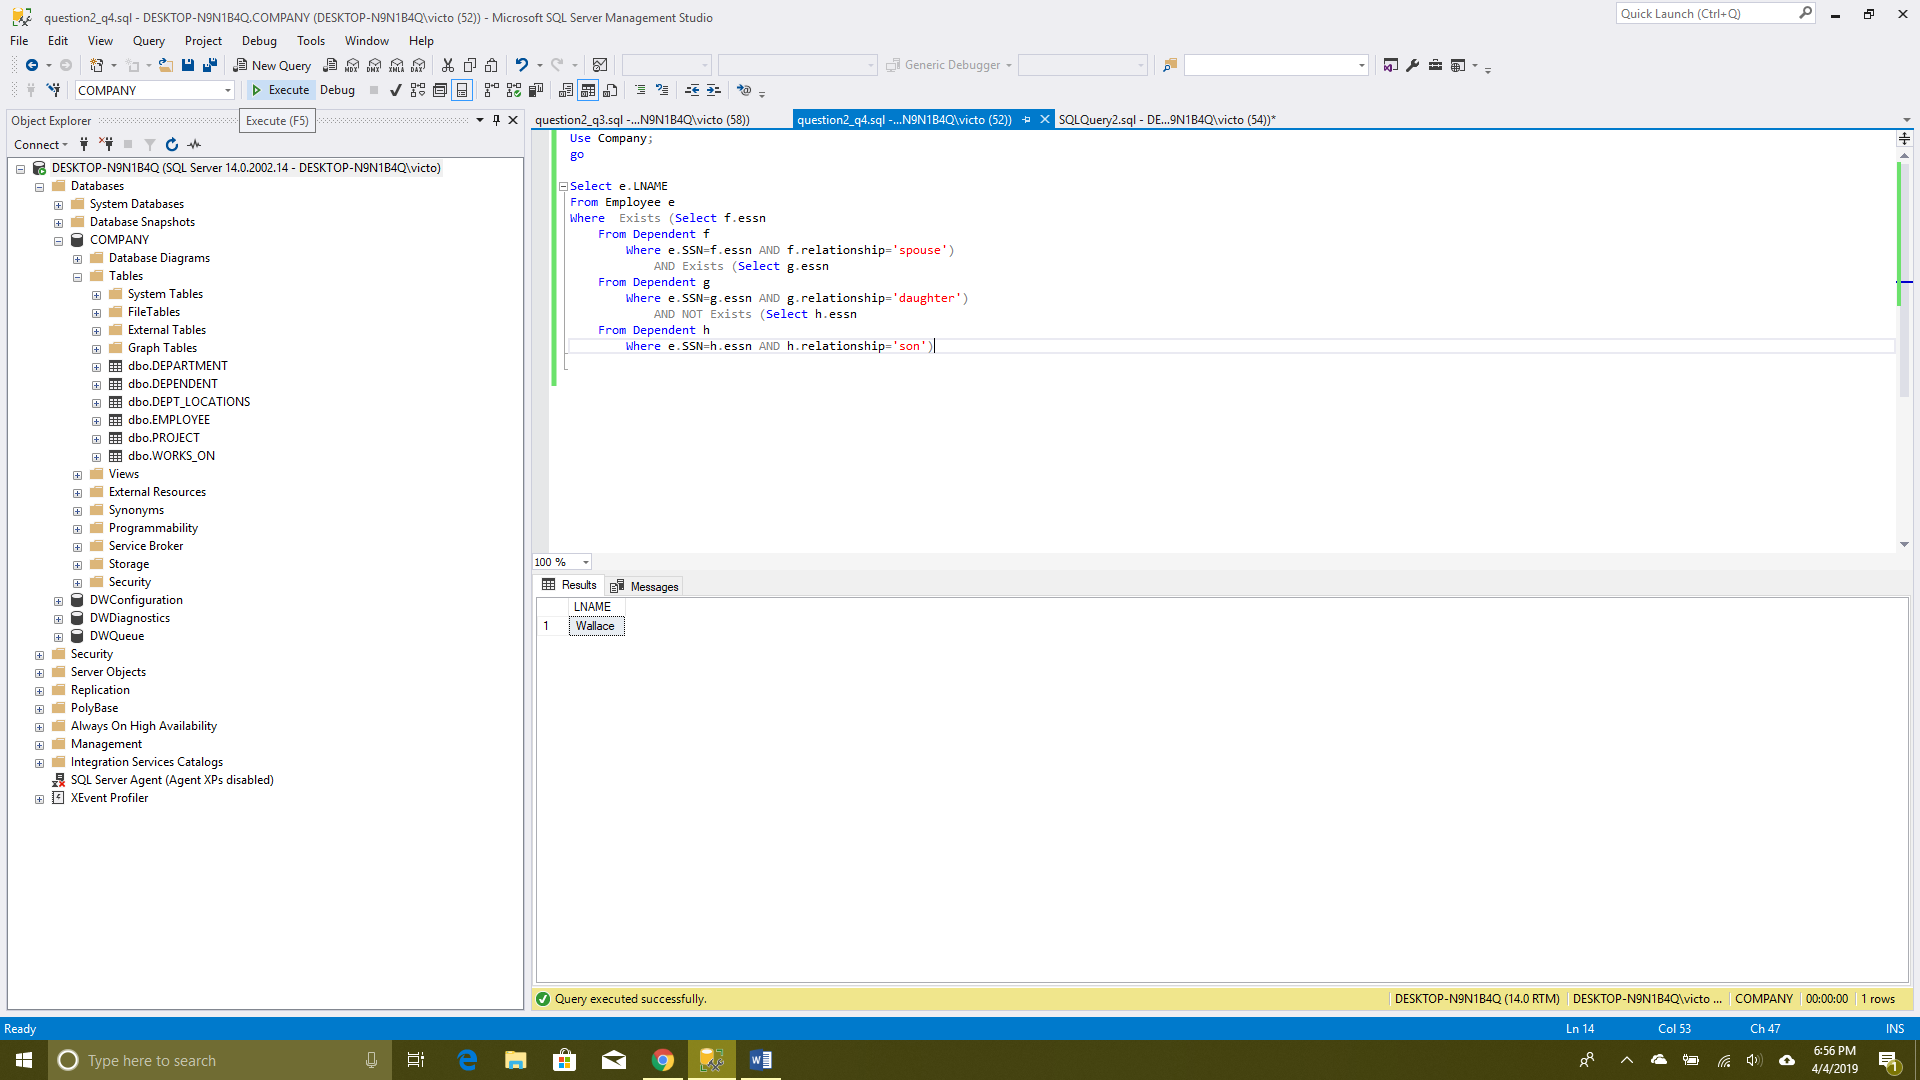 question2_q4.sql - DESKTOP-N9N1B4Q.COMPANY (DESKTOP-N9N1B4Q\victo (52)) - Microsoft SQL Server Management Studio
Quick Launch (Ctrl+Q)
File Edit View Query Project Debug Tools Window Help
New Query MDX DMX XMLA DAX Generic Debugger
COMPANY Execute Debug
Object Explorer
Execute (F5)
question2_q3.sql -...N9N1B4Q\victo (58))
question2_q4.sql -...N9N1B4Q\victo (52))
SQLQuery2.sql - DE...9N1B4Q\victo (54))*
Connect
DESKTOP-N9N1B4Q (SQL Server 14.0.2002.14 - DESKTOP-N9N1B4Q\victo)
Databases
System Databases
Database Snapshots
COMPANY
Database Diagrams
Tables
System Tables
FileTables
External Tables
Graph Tables
dbo.DEPARTMENT
dbo.DEPENDENT
dbo.DEPT_LOCATIONS
dbo.EMPLOYEE
dbo.PROJECT
dbo.WORKS_ON
Views
External Resources
Synonyms
Programmability
Service Broker
Storage
Security
DWConfiguration
DWDiagnostics
DWQueue
Security
Server Objects
Replication
PolyBase
Always On High Availability
Management
Integration Services Catalogs
SQL Server Agent (Agent XPs disabled)
XEvent Profiler
Use Company;
go
Select e.LNAME
From Employee e
Where  Exists (Select f.essn
From Dependent f
Where e.SSN=f.essn AND f.relationship='spouse')
AND Exists (Select g.essn
From Dependent g
Where e.SSN=g.essn AND g.relationship='daughter')
AND NOT Exists (Select h.essn
From Dependent h
Where e.SSN=h.essn AND h.relationship='son')
100 %
Results Messages
LNAME
1 Wallace
Query executed successfully.
DESKTOP-N9N1B4Q (14.0 RTM) DESKTOP-N9N1B4Q\victo ... COMPANY 00:00:00 1 rows
Ready Ln 14 Col 53 Ch 47 INS
Type here to search
6:56 PM
4/4/2019
1